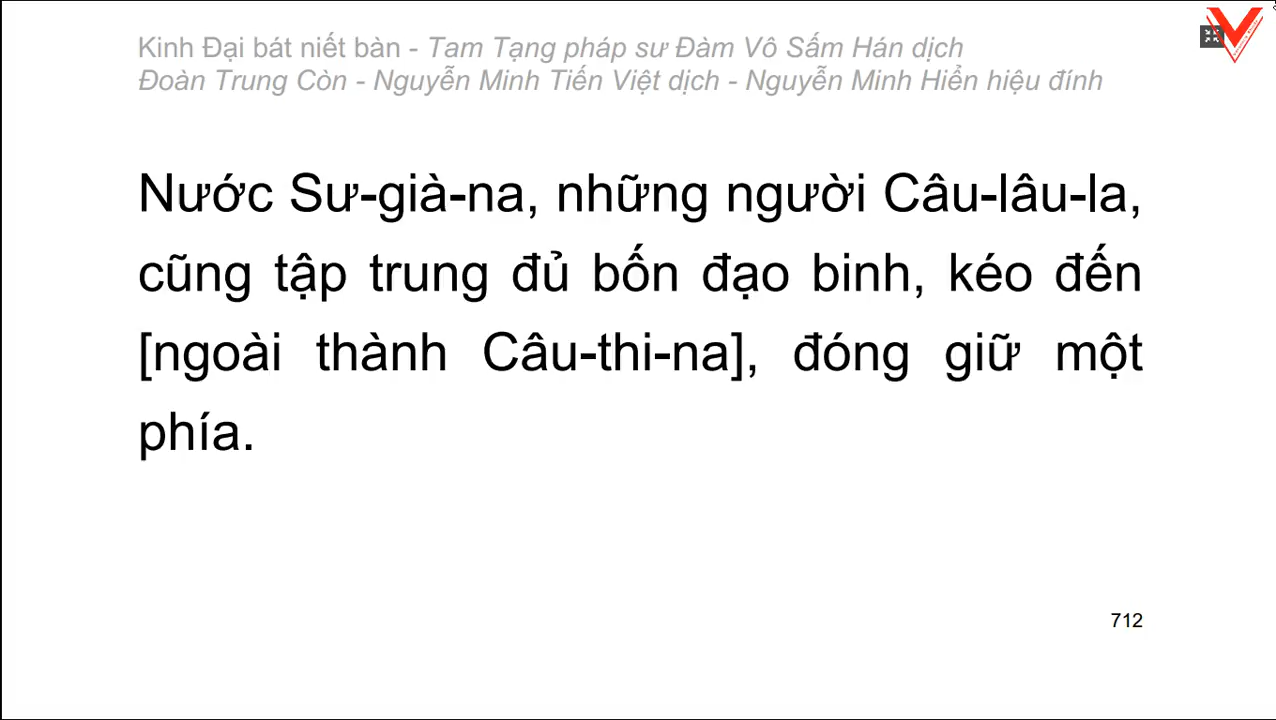 Kinh Đại bát niết bàn - Tam Tạng pháp sư Đàm Vô Sấm Hán dịch
Đoàn Trung Còn - Nguyễn Minh Tiến Việt dịch - Nguyễn Minh Hiển hiệu đính
Nước Sư-già-na, những người Câu-lâu-la,
cũng tập trung đủ bốn đạo binh, kéo đến
[ngoài thành Câu-thi-na], đóng giữ một
phía.
712